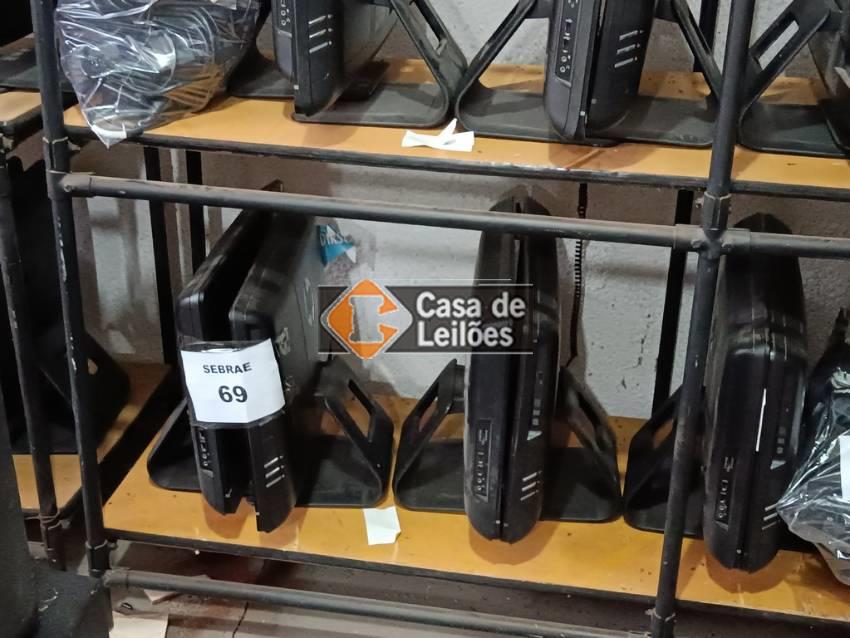 Casa de
Leilões
SEBRAE
69